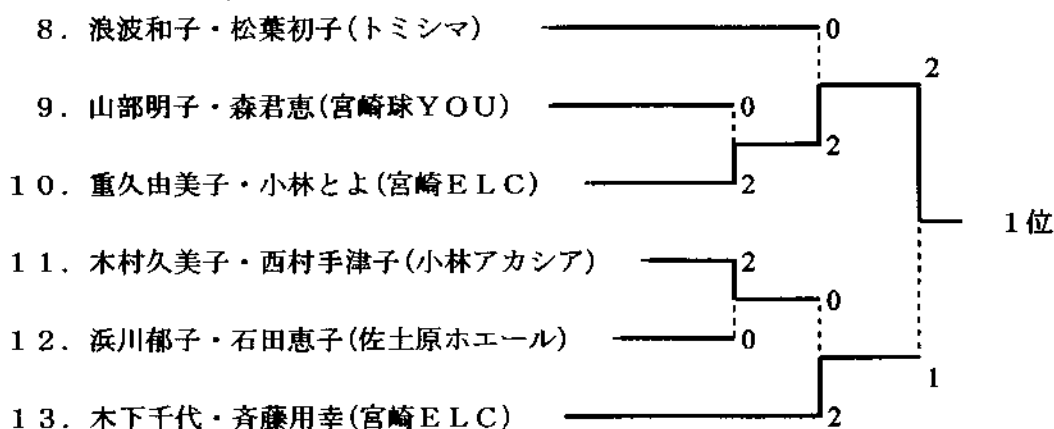 8．浪波和子・松葉初子(トミシマ) 0
2
9．山部明子・森君恵(宮崎球ＹＯＵ) 0
2
１０．重久由美子・小林とよ(宮崎ＥＬＣ) 2
1位
１１．木村久美子・西村手津子(小林アカシア) 2
0
１２．浜川郁子・石田恵子(佐土原ホエール) 0
1
１３．木下千代・斉藤用幸(宮崎ＥＬＣ) 2